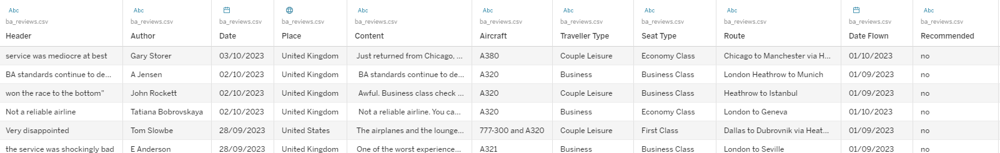 Abc Abc Abc Abc Abc Abc Abc Abc Abc
ba_reviews.csv ba_reviews.csv ba_reviews.csv ba_reviews.csv ba_reviews.csv ba_reviews.csv ba_reviews.csv ba_reviews.csv ba_reviews.csv ba_reviews.csv ba_reviews.csv
Header Author Date Place Content Aircraft Traveller Type Seat Type Route Date Flown Recommended
service was mediocre at best Gary Storer 03/10/2023 United Kingdom Just returned from Chicago, ... A380 Couple Leisure Economy Class Chicago to Manchester via H... 01/10/2023 no
BA standards continue to de... A Jensen 02/10/2023 United Kingdom BA standards continue to de... A320 Business Business Class London Heathrow to Munich 01/09/2023 no
won the race to the bottom" John Rockett 02/10/2023 United Kingdom Awful. Business class check ... A320 Couple Leisure Business Class Heathrow to Istanbul 01/09/2023 no
Not a reliable airline Tatiana Bobrovskaya 02/10/2023 United Kingdom Not a reliable airline. You ca... A320 Business Economy Class London to Geneva 01/10/2023 no
Very disappointed Tom Slowbe 28/09/2023 United States The airplanes and the lounge... 777-300 and A320 Couple Leisure First Class Dallas to Dubrovnik via Heat... 01/09/2023 no
the service was shockingly bad E Anderson 28/09/2023 United Kingdom One of the worst experience... A321 Business Business Class London to Seville 01/09/2023 no